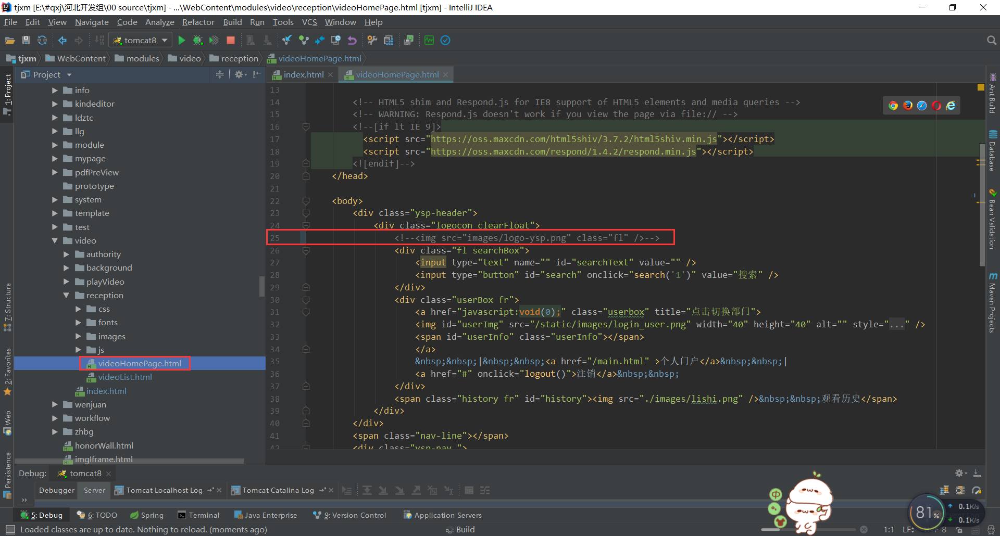 tjxm [E:\#qxj\河北开发组\00 source\tjxm] - ...\WebContent\modules\video\reception\videoHomePage.html [tjxm] - IntelliJ IDEA
File Edit View Navigate Code Analyze Refactor Build Run Tools VCS Window Help
tomcat8
tjxm WebContent modules video reception videoHomePage.html
Project
index.html
videoHomePage.html
1: Project
7: Structure
2: Favorites
Web
Persistence
info
kindeditor
ldztc
llg
module
mypage
pdfPreView
prototype
system
template
test
video
authority
background
playVideo
reception
css
fonts
images
js
videoHomePage.html
videoList.html
index.html
wenjuan
workflow
zhbg
honorWall.html
imgIframe.html
13
14 <!-- HTML5 shim and Respond.js for IE8 support of HTML5 elements and media queries -->
15 <!-- WARNING: Respond.js doesn't work if you view the page via file:// -->
16 <!--[if lt IE 9]>
17 <script src="https://oss.maxcdn.com/html5shiv/3.7.2/html5shiv.min.js"></script>
18 <script src="https://oss.maxcdn.com/respond/1.4.2/respond.min.js"></script>
19 <![endif]-->
20 </head>
21
22 <body>
23 <div class="ysp-header">
24 <div class="logocon clearFloat">
25 <!--<img src="images/logo-ysp.png" class="fl" />-->
26 <div class="fl searchBox">
27 <input type="text" name="" id="searchText" value="" />
28 <input type="button" id="search" onclick="search('1')" value="搜索" />
29 </div>
30 <div class="userBox fr">
31 <a href="javascript:void(0);" class="userbox" title="点击切换部门">
32 <img id="userImg" src="/static/images/login_user.png" width="40" height="40" alt="" style="..." />
33 <span id="userInfo" class="userInfo"></span>
34 </a>
35 &nbsp;&nbsp;|&nbsp;&nbsp;<a href="/main.html" >个人门户</a>&nbsp;&nbsp;|
36 <a href="#" onclick="logout()">注销</a>&nbsp;&nbsp;
37 </div>
38 <span class="history fr" id="history"><img src="./images/lishi.png" />&nbsp;&nbsp;观看历史</span>
39 </div>
40 </div>
41 <span class="nav-line"></span>
42 <div class="ysp-nav ">
Ant Build
Database
Bean Validation
Maven Projects
Debug: tomcat8
Debugger Server Tomcat Localhost Log Tomcat Catalina Log
中
81%
0.1K/s
0.1K/s
5: Debug 6: TODO Spring Terminal Java Enterprise 9: Version Control Application Servers
Loaded classes are up to date. Nothing to reload. (moments ago) Build 1:1 LF